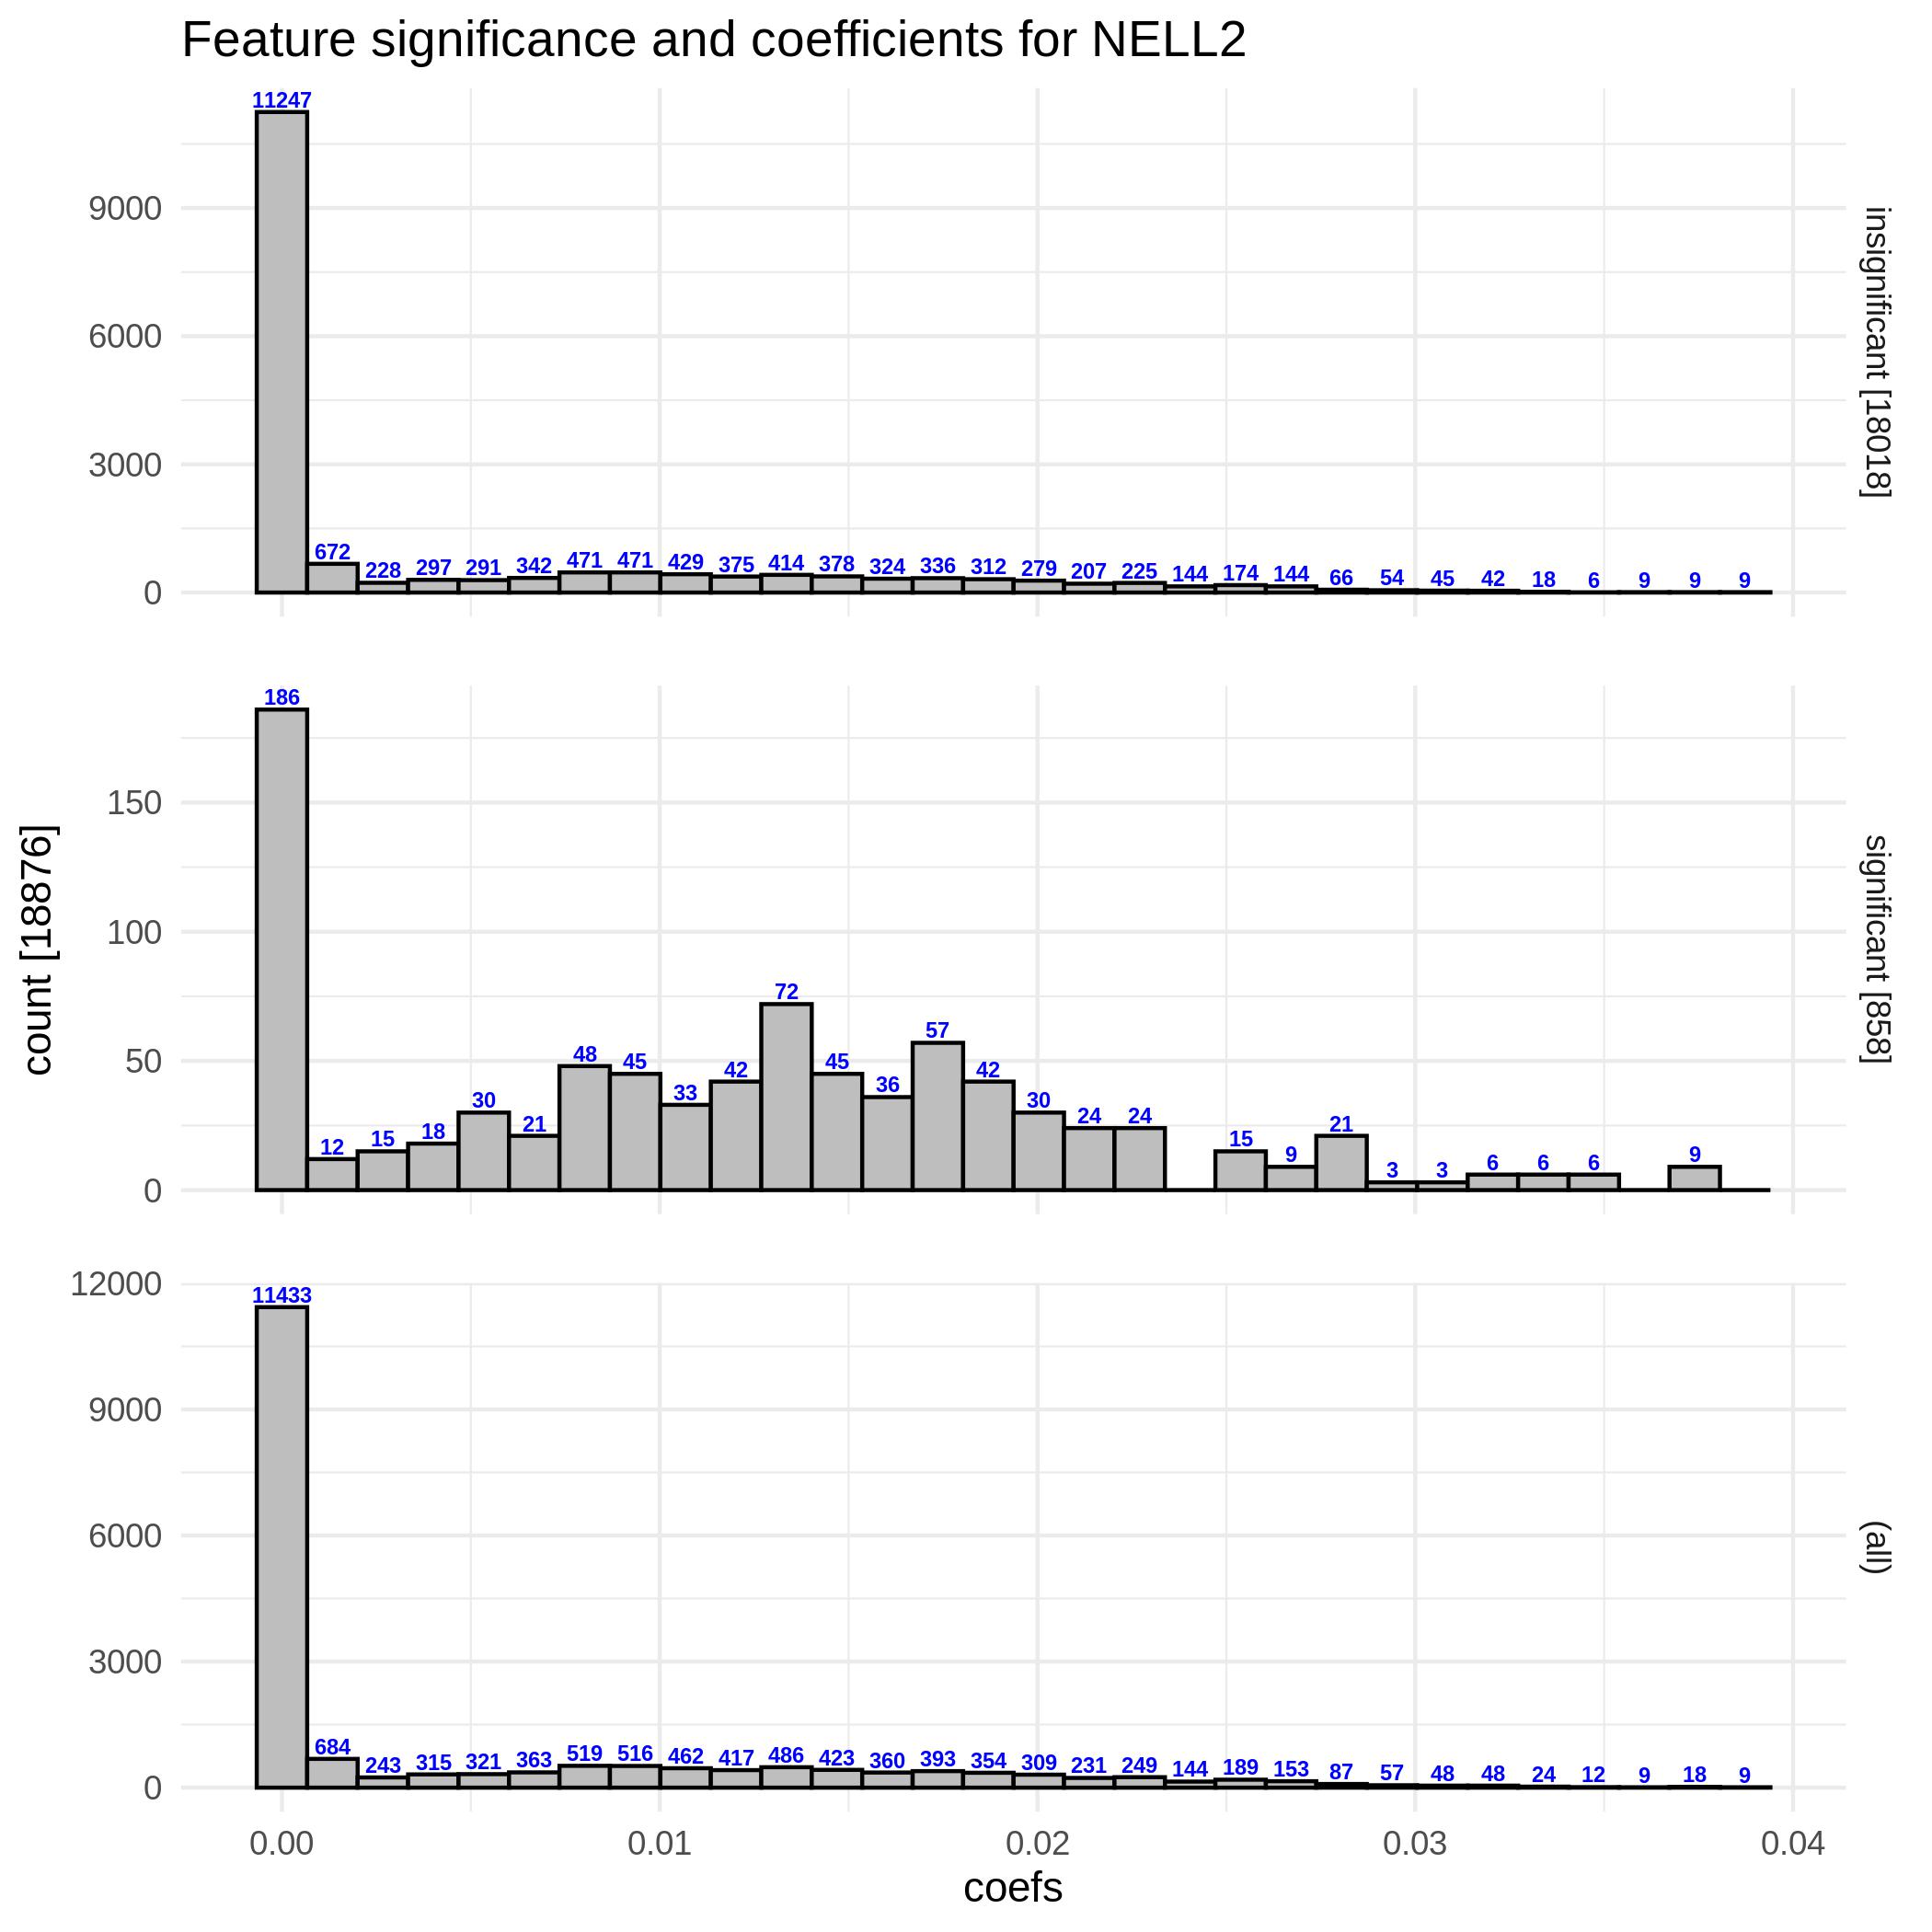 Feature significance and coefficients for NELL2
11247
9000
6000
3000
0
672 228 297 291 342 471 471 429 375 414 378 324 336 312 279 207 225 144 174 144 66 54 45 42 18 6 9 9 9
insignificant [18018]
count [18876]
186
150
100
50
0
12 15 18 30 21 48 45 33 42 72 45 36 57 42 30 24 24 15 9 21 3 3 6 6 6 9
significant [858]
12000
11433
9000
6000
3000
0
684 243 315 321 363 519 516 462 417 486 423 360 393 354 309 231 249 144 189 153 87 57 48 48 24 12 9 18 9
(all)
0.00 0.01 0.02 0.03 0.04
coefs